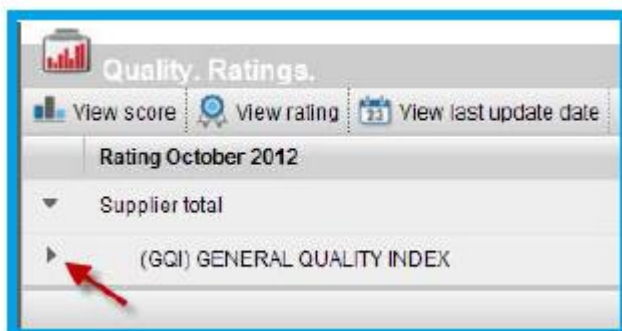 Quality. Ratings.
View score View rating 23 View last update date
Rating October 2012
Supplier total
(GQI) GENERAL QUALITY INDEX